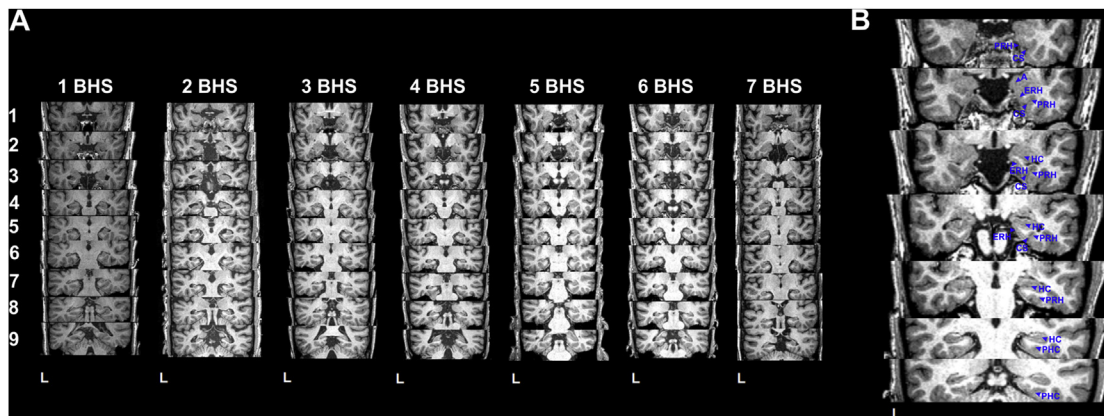 A
B
1 BHS 2 BHS 3 BHS 4 BHS 5 BHS 6 BHS 7 BHS
1
2
3
4
5
6
7
8
9
L L L L L L L
PRH
CS
A
ERH
PRH
CS
HC
ERH
PRH
CS
HC
ERH
PRH
CS
HC
PRH
HC
PHC
PHC
L